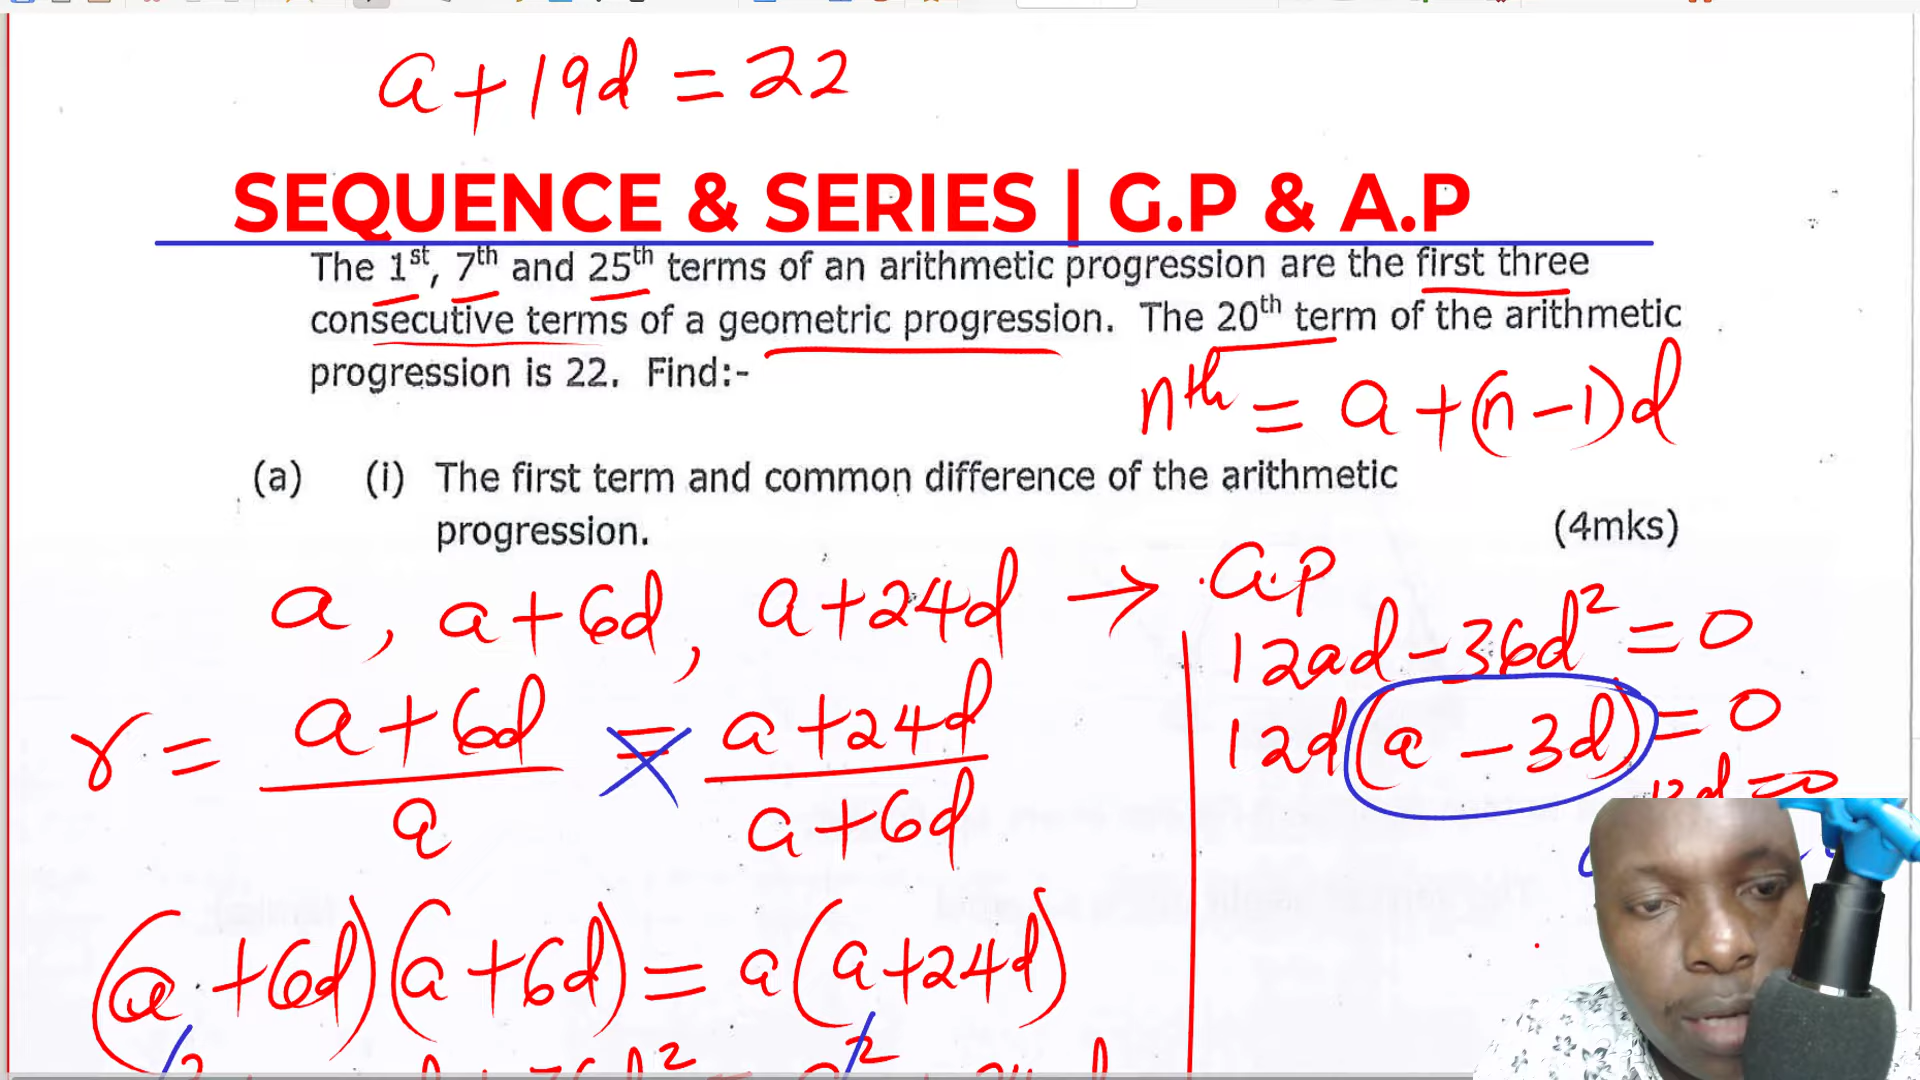 a + 19d = 22
SEQUENCE & SERIES | G.P & A.P
The 1st, 7th and 25th terms of an arithmetic progression are the first three
consecutive terms of a geometric progression. The 20th term of the arithmetic
progression is 22. Find:-
nth = a + (n - 1)d
(a) (i) The first term and common difference of the arithmetic
progression. (4mks)
a, a + 6d, a + 24d → a.p
r = (a + 6d)/a = (a + 24d)/(a + 6d)
(a + 6d)(a + 6d) = a(a + 24d)
12ad - 36d² = 0
12d(a - 3d) = 0